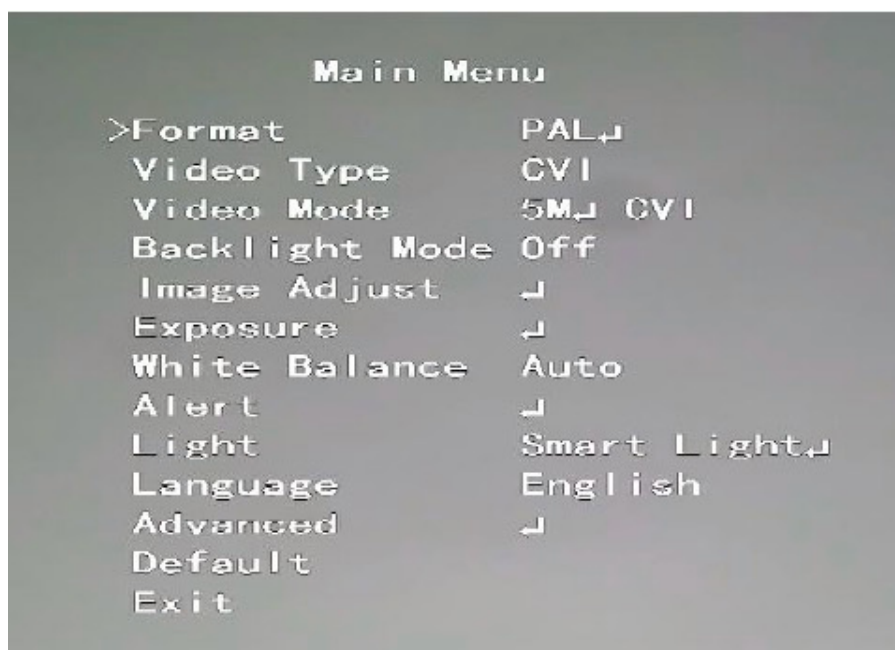 Main Menu
>Format PAL↵
Video Type CVI
Video Mode 5M↵ CVI
Backlight Mode Off
Image Adjust ↵
Exposure ↵
White Balance Auto
Alert ↵
Light Smart Light↵
Language English
Advanced ↵
Default
Exit